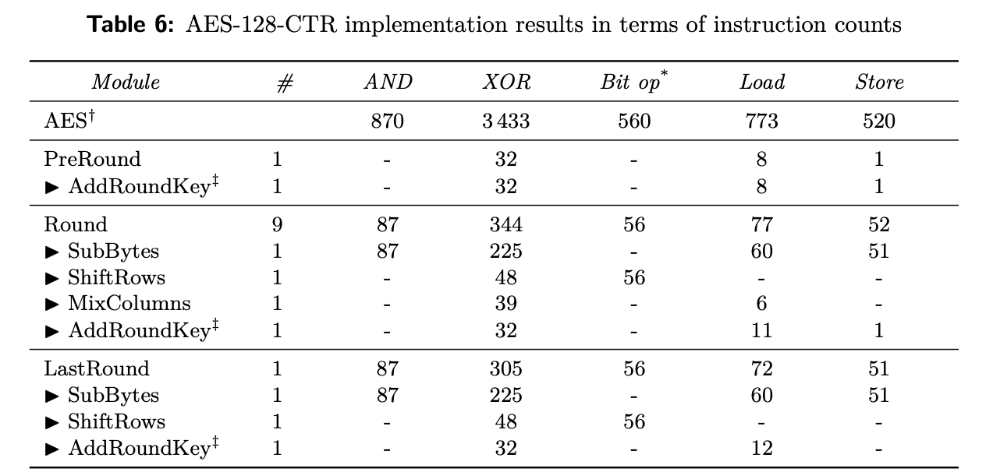 Table 6: AES-128-CTR implementation results in terms of instruction counts
Module # AND XOR Bit op* Load Store
AES† 870 3 433 560 773 520
PreRound 1 - 32 - 8 1
▶ AddRoundKey‡ 1 - 32 - 8 1
Round 9 87 344 56 77 52
▶ SubBytes 1 87 225 - 60 51
▶ ShiftRows 1 - 48 56 - -
▶ MixColumns 1 - 39 - 6 -
▶ AddRoundKey‡ 1 - 32 - 11 1
LastRound 1 87 305 56 72 51
▶ SubBytes 1 87 225 - 60 51
▶ ShiftRows 1 - 48 56 - -
▶ AddRoundKey‡ 1 - 32 - 12 -